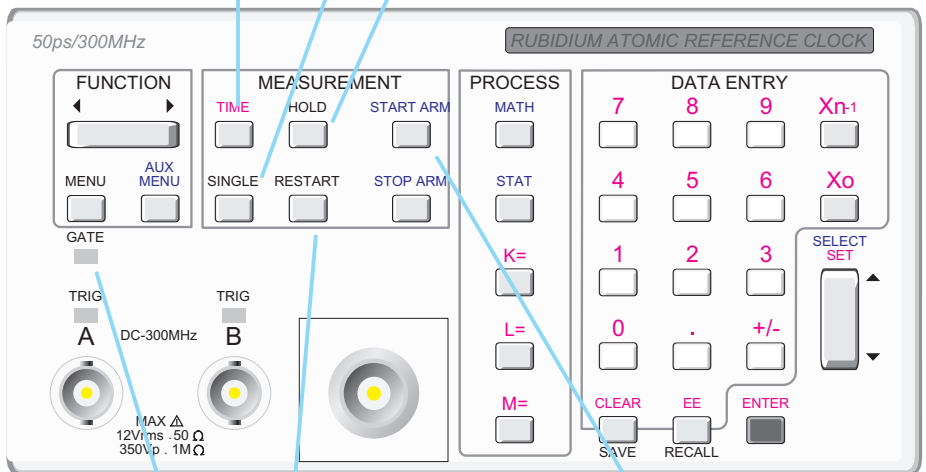 50ps/300MHz
RUBIDIUM ATOMIC REFERENCE CLOCK
FUNCTION
MENU
AUX
MENU
MEASUREMENT
TIME
HOLD
START ARM
SINGLE
RESTART
STOP ARM
PROCESS
MATH
STAT
K=
L=
M=
DATA ENTRY
7 8 9 Xn-1
4 5 6 Xo
1 2 3
0 . +/-
SELECT
SET
CLEAR EE ENTER
SAVE RECALL
GATE
TRIG
A
DC-300MHz
TRIG
B
MAX ⚠
12Vrms . 50 Ω
350Vp . 1M Ω